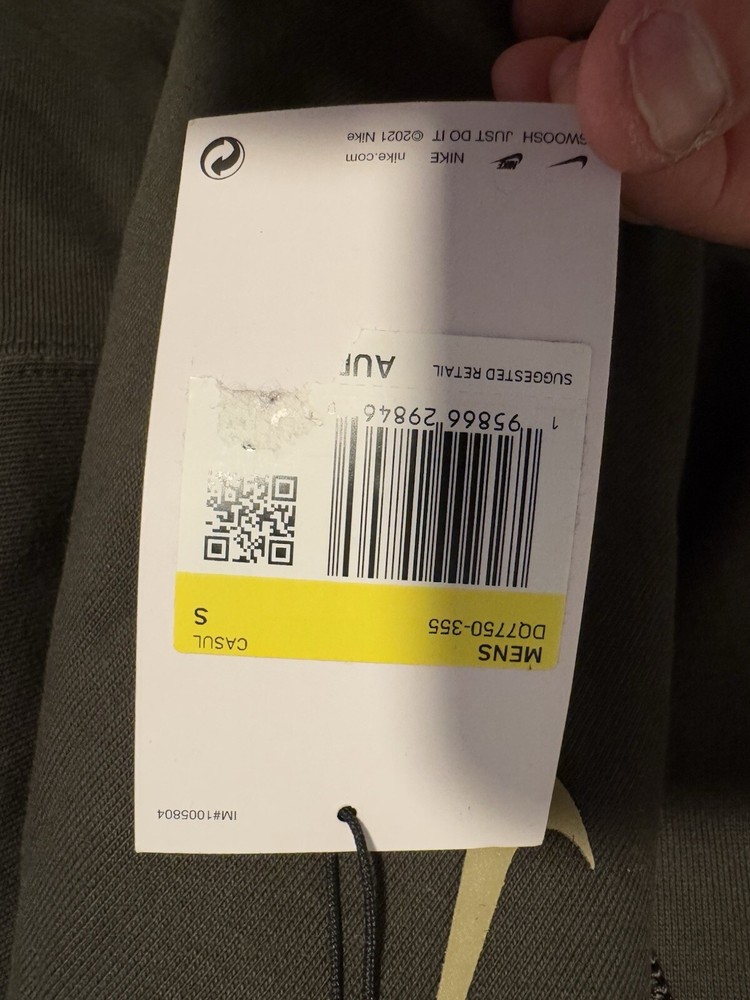 IM#1005804
MENS
DQ7750-355
CASUL
S
1 95866 29846
SUGGESTED RETAIL
NIKE nike.com
SWOOSH JUST DO IT ©2021 Nike